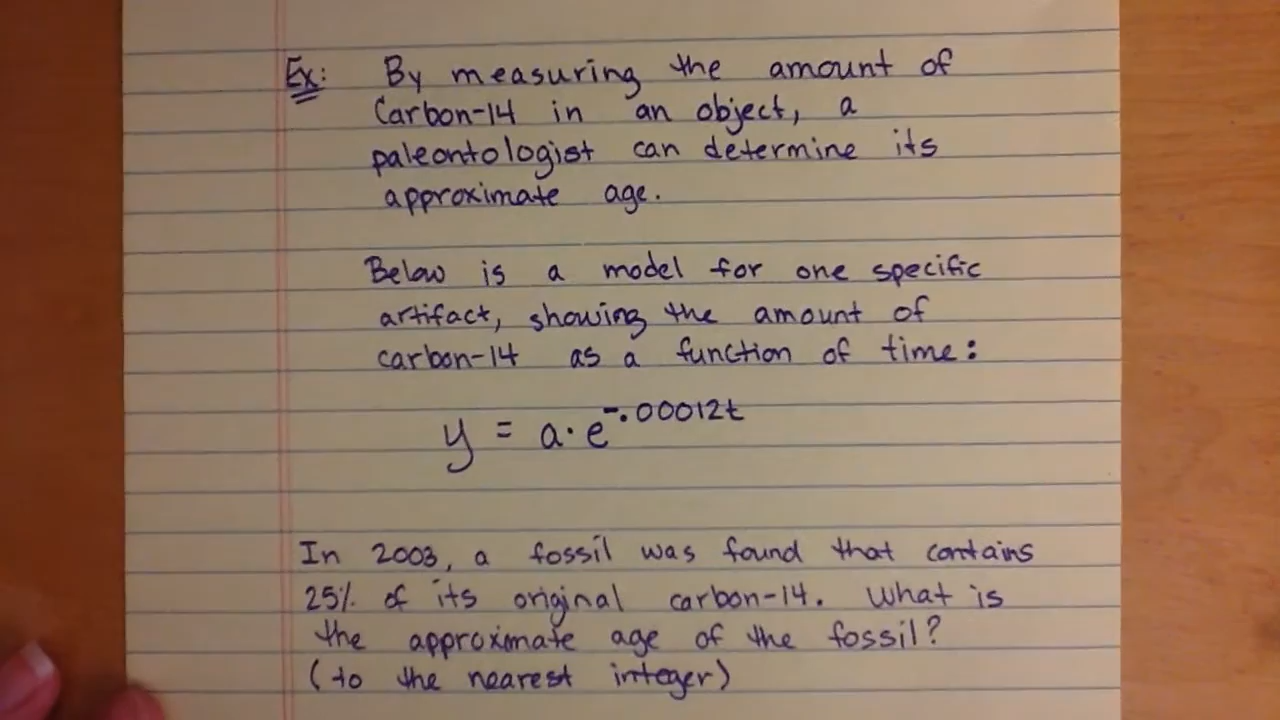 Ex: By measuring the amount of
Carbon-14 in an object, a
paleontologist can determine its
approximate age.
Below is a model for one specific
artifact, showing the amount of
carbon-14 as a function of time:
y = a·e^-.00012t
In 2003, a fossil was found that contains
25% of its original carbon-14. What is
the approximate age of the fossil?
(to the nearest integer)